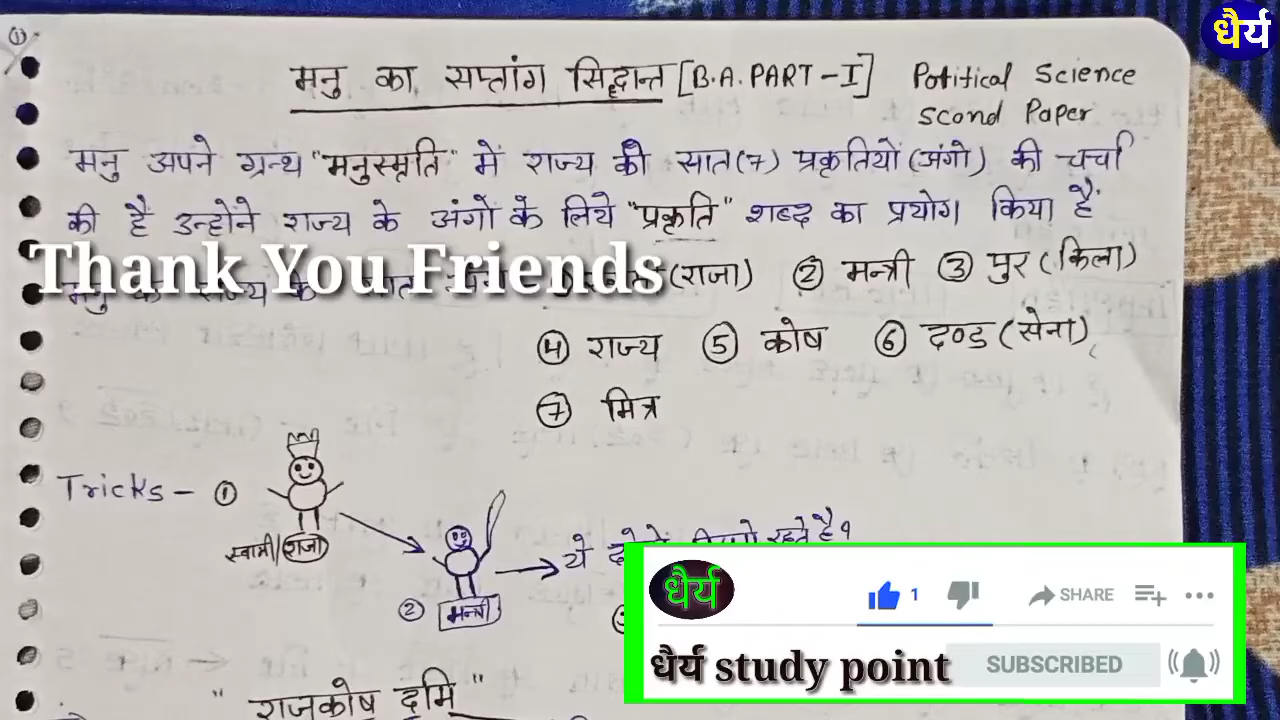 धैर्य
मनु का सप्तांग सिद्धान्त [B.A. PART-I] Political Science
Scond Paper
मनु अपने ग्रन्थ "मनुस्मृति" में राज्य की सात(7) प्रकृतियों (अंगो) की चर्चा
की है उन्होने राज्य के अंगों के लिये "प्रकृति" शब्द का प्रयोग किया है
Thank You Friends
(राजा) ② मन्त्री ③ पुर (किला)
④ राज्य ⑤ कोष ⑥ दण्ड (सेना)
⑦ मित्र
Tricks - ①
स्वामी/राजा
→ ये
② मन्त्री
धैर्य 1 SHARE
धैर्य study point SUBSCRIBED
" राजकोष दुमि "